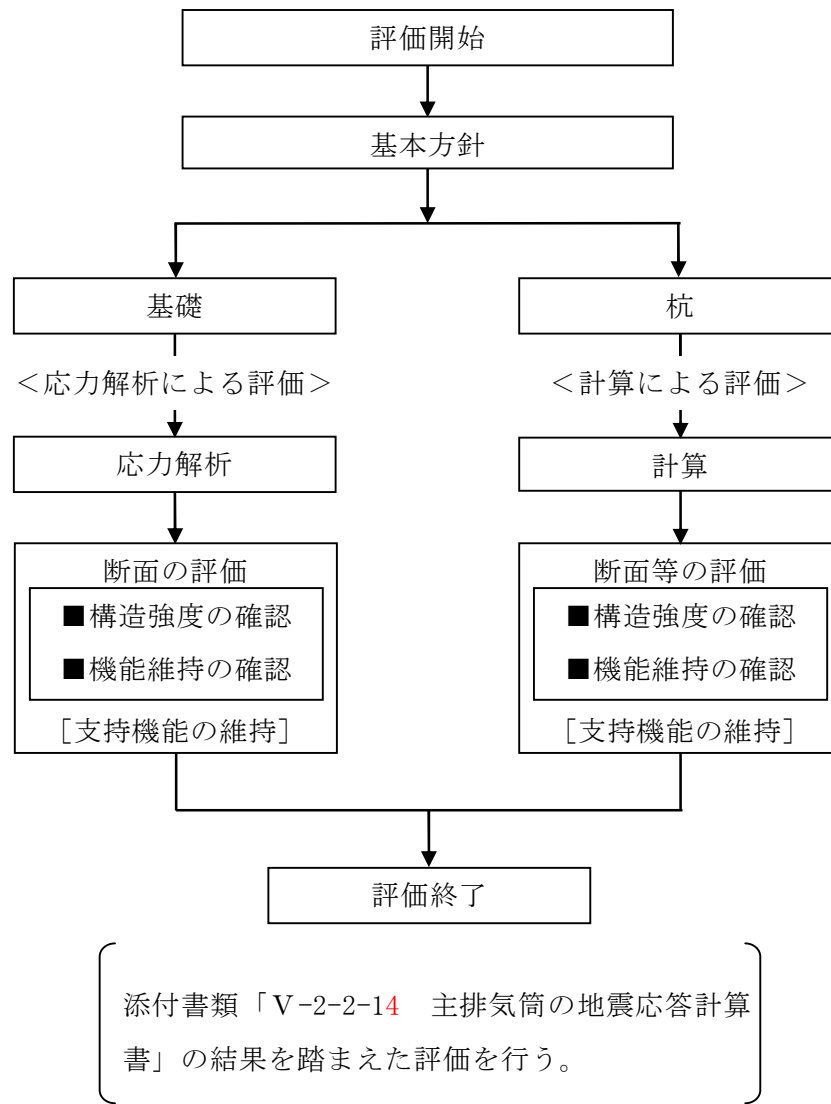 評価開始
基本方針
基礎
杭
＜応力解析による評価＞
＜計算による評価＞
応力解析
計算
断面の評価
■構造強度の確認
■機能維持の確認
［支持機能の維持］
断面等の評価
■構造強度の確認
■機能維持の確認
［支持機能の維持］
評価終了
添付書類「Ⅴ-2-2-14　主排気筒の地震応答計算
書」の結果を踏まえた評価を行う。